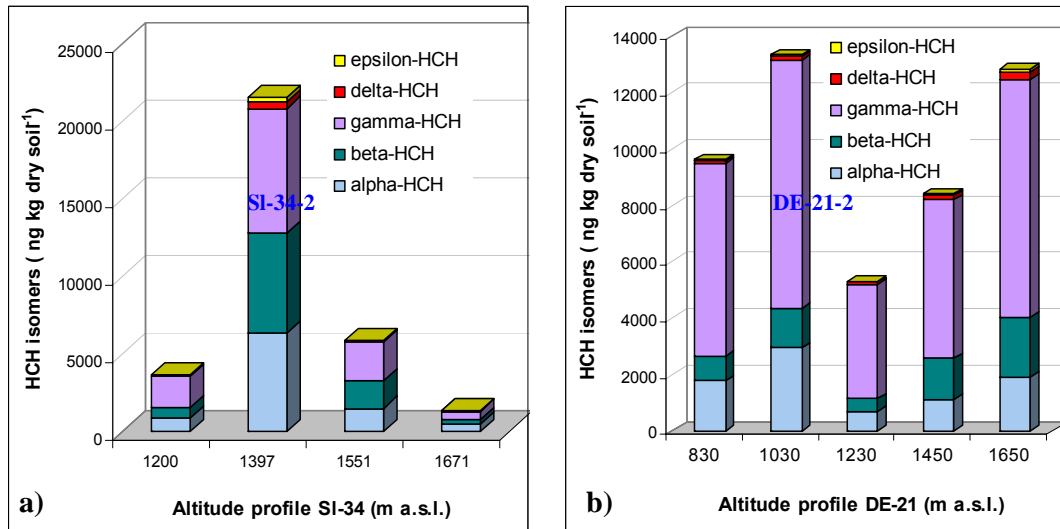 25000
20000
15000
10000
5000
0
HCH isomers ( ng kg dry soil-1)
epsilon-HCH
delta-HCH
gamma-HCH
beta-HCH
alpha-HCH
Sl-34-2
1200 1397 1551 1671
a) Altitude profile Sl-34 (m a.s.l.)
14000
12000
10000
8000
6000
4000
2000
0
HCH isomers ( ng kg dry soil-1)
epsilon-HCH
delta-HCH
gamma-HCH
beta-HCH
alpha-HCH
DE-21-2
830 1030 1230 1450 1650
b) Altitude profile DE-21 (m a.s.l.)